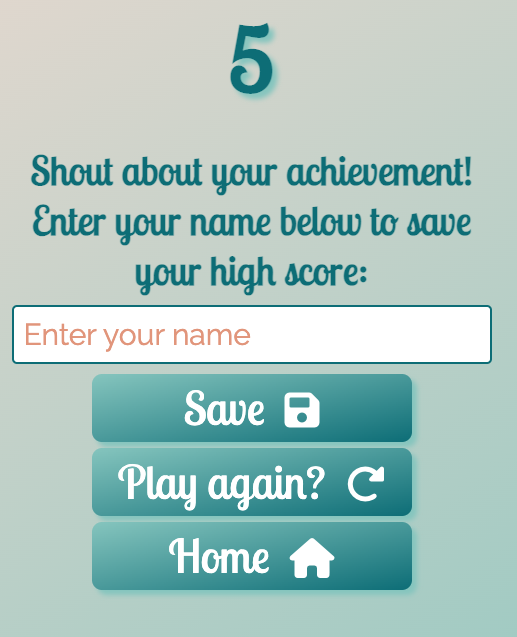 5
Shout about your achievement!
Enter your name below to save
your high score:
Enter your name
Save
Play again?
Home